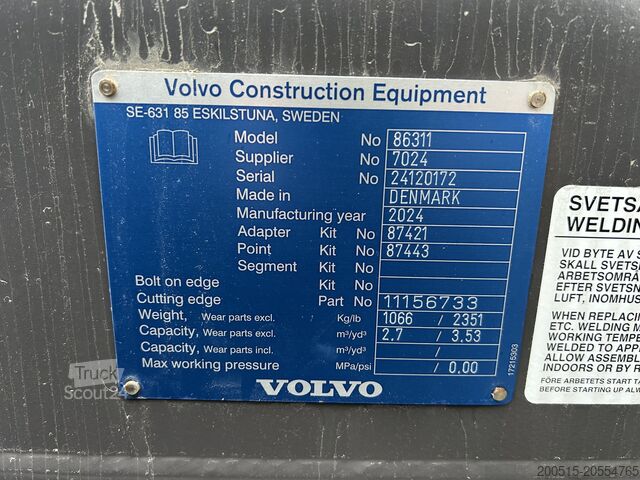 Volvo Construction Equipment
SE-631 85 ESKILSTUNA, SWEDEN
Model No 86311
Supplier No 7024
Serial No 24120172
Made in DENMARK
Manufacturing year 2024
Adapter Kit No 87421
Point Kit No 87443
Segment Kit No
Bolt on edge Kit No
Cutting edge Part No 11156733
Weight, Wear parts excl. Kg/lb 1066 / 2351
Capacity, Wear parts excl. m³/yd³ 2.7 / 3.53
Capacity, Wear parts incl. m³/yd³ /
Max working pressure MPa/psi / 0.00
VOLVO
17215303
SVETSA
WELDIN
VID BYTE AV S
SKALL SVETSP
ARBETSOMRÅ
EFTER SVETSN
LUFT, INOMHUS
WHEN REPLACI
ETC. WELDING M
WORKING TEMPE
WELDED TO APP
ALLOW ASSEMBL
INDOORS OR BY R
FÖRE ARBETETS START TA
BEFORE STARTING UP ALW
Truck
Scout24
200515-20554765